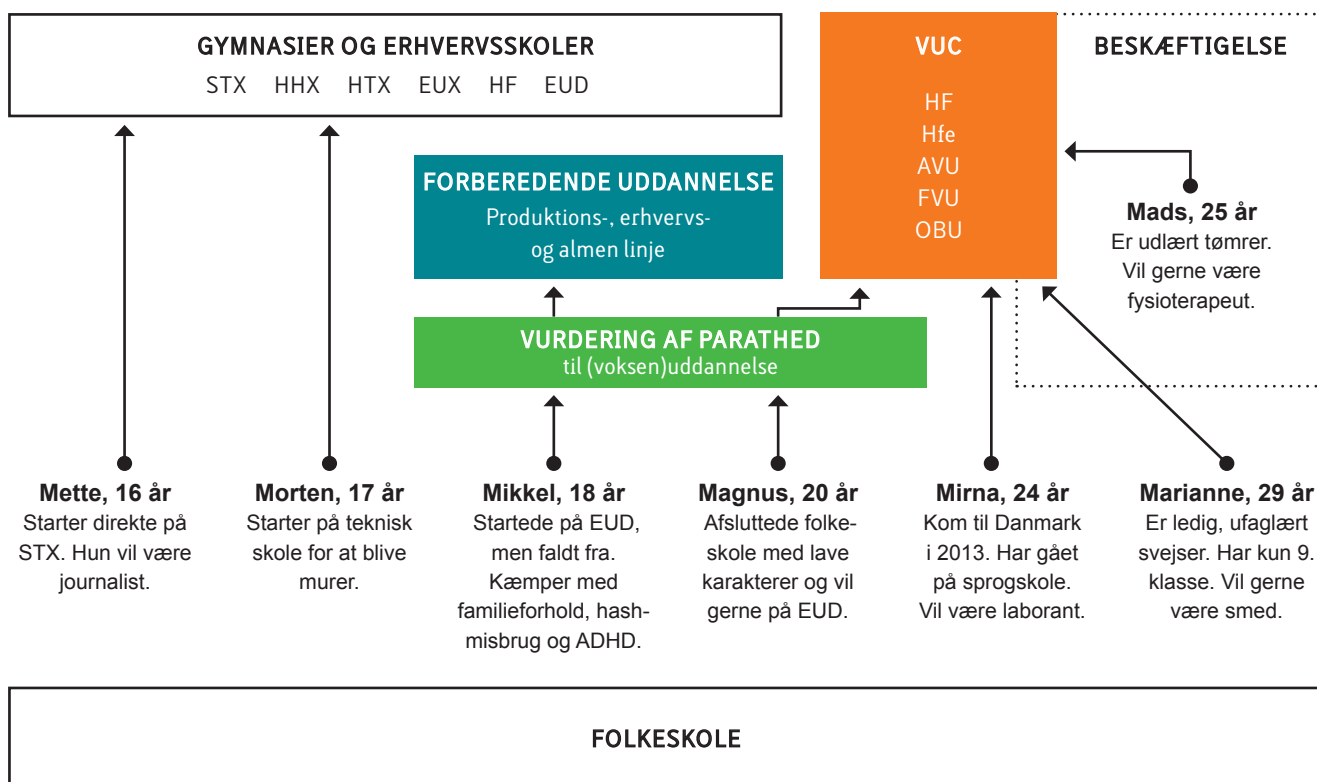 GYMNASIER OG ERHVERVSSKOLER
STX HHX HTX EUX HF EUD
VUC
HF
Hfe
AVU
FVU
OBU
BESKÆFTIGELSE
FORBEREDENDE UDDANNELSE
Produktions-, erhvervs-
og almen linje
VURDERING AF PARATHED
til (voksen)uddannelse
Mads, 25 år
Er udlært tømrer.
Vil gerne være
fysioterapeut.
Mette, 16 år
Starter direkte på
STX. Hun vil være
journalist.
Morten, 17 år
Starter på teknisk
skole for at blive
murer.
Mikkel, 18 år
Startede på EUD,
men faldt fra.
Kæmper med
familieforhold, hash-
misbrug og ADHD.
Magnus, 20 år
Afsluttede folke-
skole med lave
karakterer og vil
gerne på EUD.
Mirna, 24 år
Kom til Danmark
i 2013. Har gået
på sprogskole.
Vil være laborant.
Marianne, 29 år
Er ledig, ufaglært
svejser. Har kun 9.
klasse. Vil gerne
være smed.
FOLKESKOLE